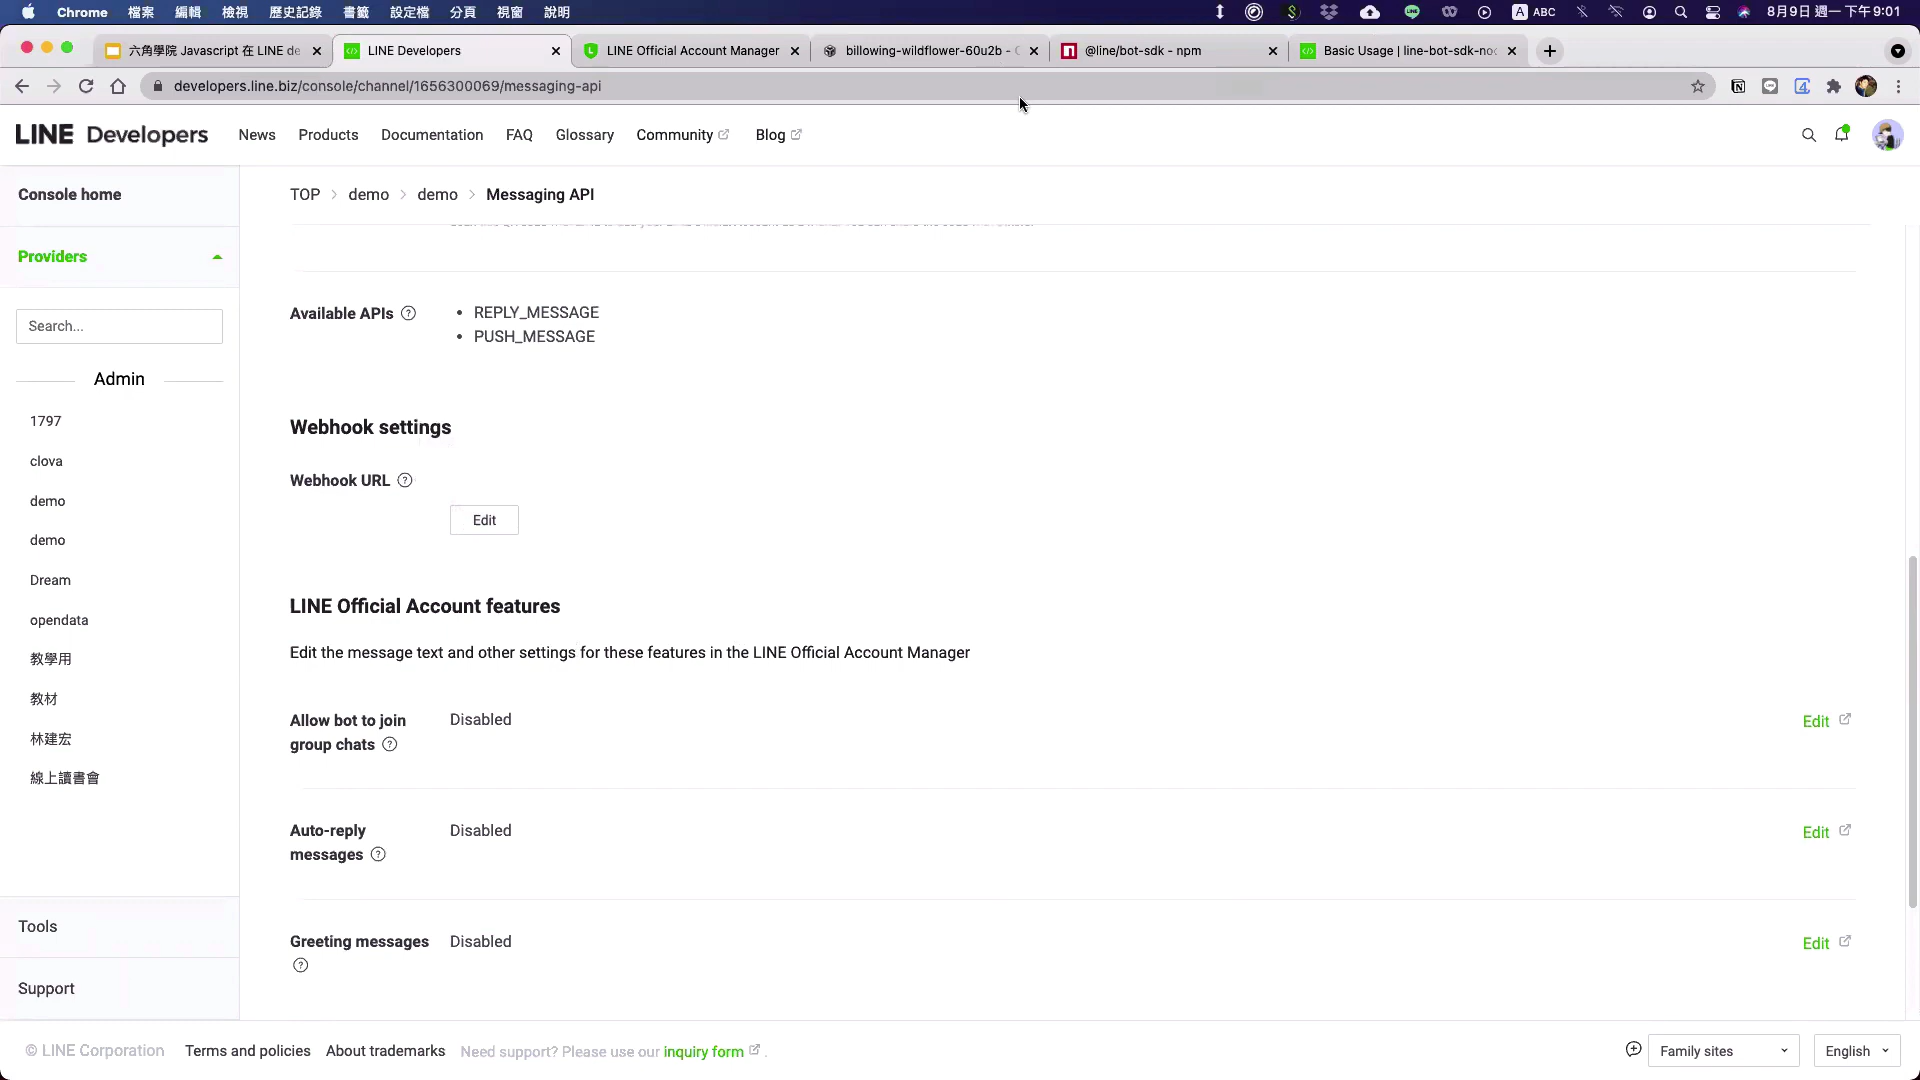 Chrome 檔案 編輯 檢視 歷史記錄 書籤 設定檔 分頁 視窗 說明 A ABC 8月9日 週一 下午9:01
六角學院 Javascript 在 LINE de LINE Developers LINE Official Account Manager billowing-wildflower-60u2b - @line/bot-sdk - npm Basic Usage | line-bot-sdk-no
developers.line.biz/console/channel/1656300069/messaging-api
LINE Developers News Products Documentation FAQ Glossary Community Blog
Console home
Providers
Search...
Admin
1797
clova
demo
demo
Dream
opendata
教學用
教材
林建宏
線上讀書會
Tools
Support
TOP > demo > demo > Messaging API
Available APIs ?
• REPLY_MESSAGE
• PUSH_MESSAGE
Webhook settings
Webhook URL ?
Edit
LINE Official Account features
Edit the message text and other settings for these features in the LINE Official Account Manager
Allow bot to join Disabled Edit
group chats ?
Auto-reply Disabled Edit
messages ?
Greeting messages Disabled Edit
?
© LINE Corporation Terms and policies About trademarks Need support? Please use our inquiry form . Family sites English